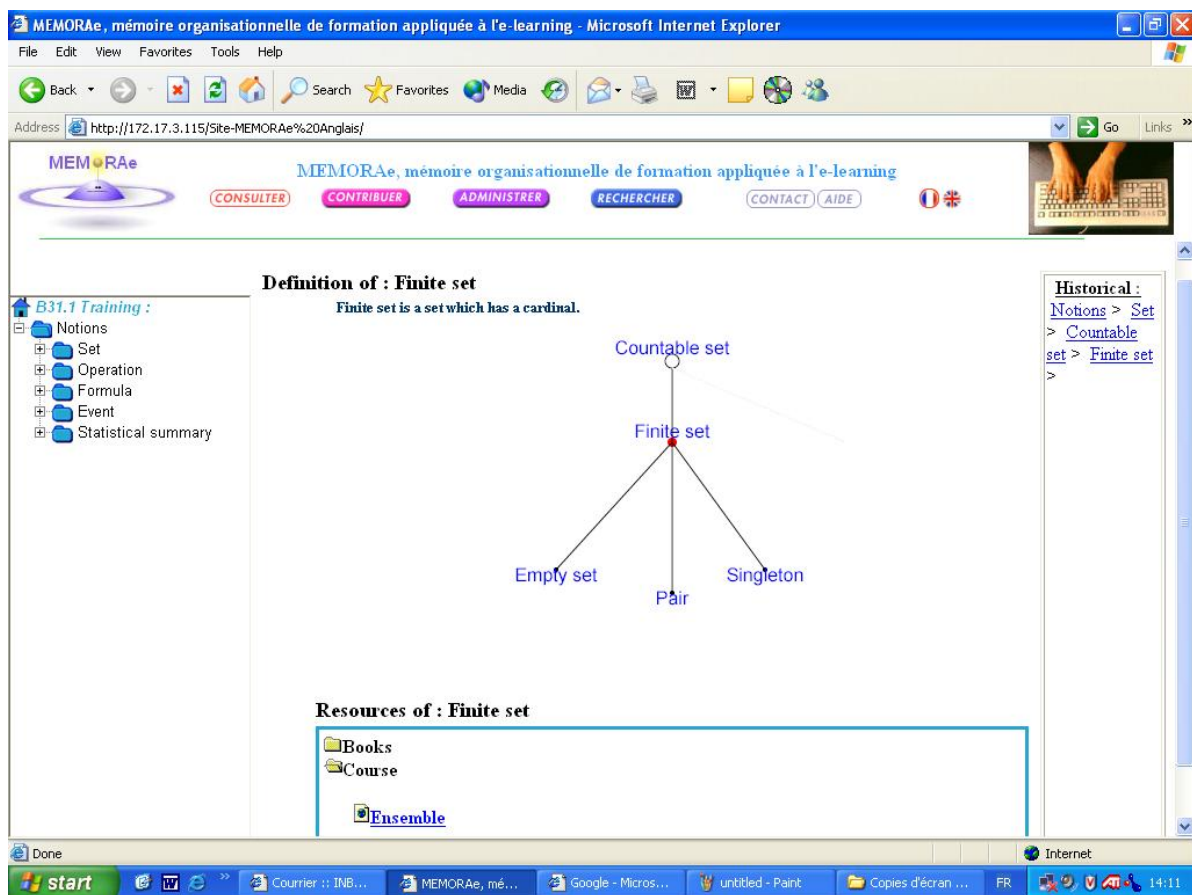 MEMORAe, mémoire organisationnelle de formation appliquée à l'e-learning - Microsoft Internet Explorer
File Edit View Favorites Tools Help
Back Search Favorites Media
Address http://172.17.3.115/Site-MEMORAe%20Anglais/ Go Links »
MEMORAe
MEMORAe, mémoire organisationnelle de formation appliquée à l'e-learning
CONSULTER CONTRIBUER ADMINISTRER RECHERCHER CONTACT AIDE
B31.1 Training :
Notions
Set
Operation
Formula
Event
Statistical summary
Definition of : Finite set
Finite set is a set which has a cardinal.
Countable set
Finite set
Empty set
Singleton
Pair
Resources of : Finite set
Books
Course
Ensemble
Historical :
Notions > Set
> Countable
set > Finite set
>
Done Internet
start » Courrier :: INB... MEMORAe, mé... Google - Micros... untitled - Paint Copies d'écran ... FR 14:11